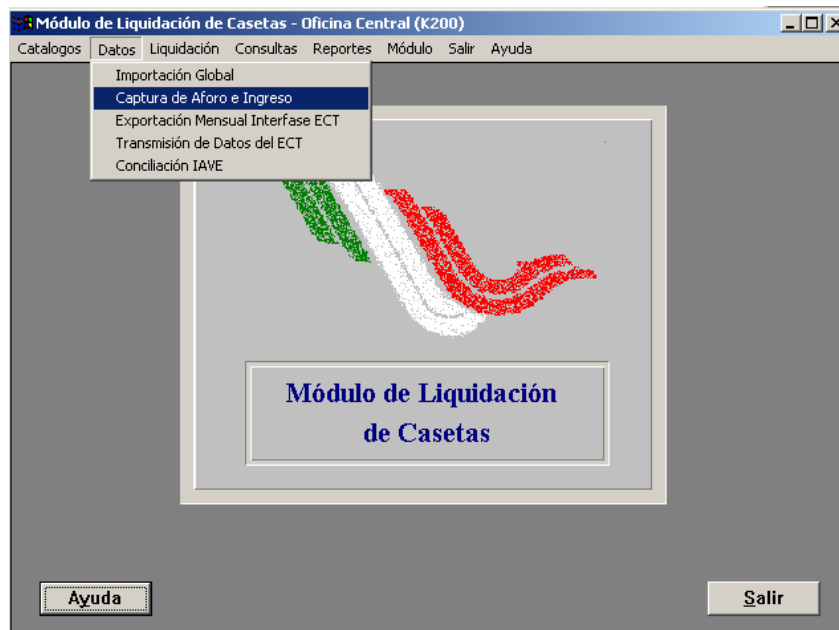 Módulo de Liquidación de Casetas - Oficina Central (K200)
Catalogos Datos Liquidación Consultas Reportes Módulo Salir Ayuda
Importación Global
Captura de Aforo e Ingreso
Exportación Mensual Interfase ECT
Transmisión de Datos del ECT
Conciliación IAVE
Módulo de Liquidación
de Casetas
Ayuda
Salir